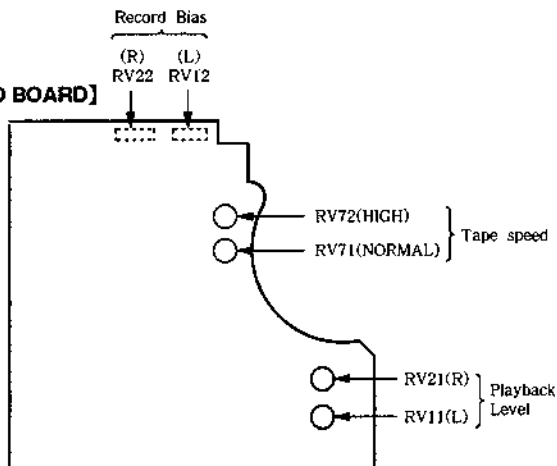 Record Bias
(R) (L)
RV22 RV12
BOARD】
RV72(HIGH)
RV71(NORMAL)
Tape speed
RV21(R)
RV11(L)
Playback
Level